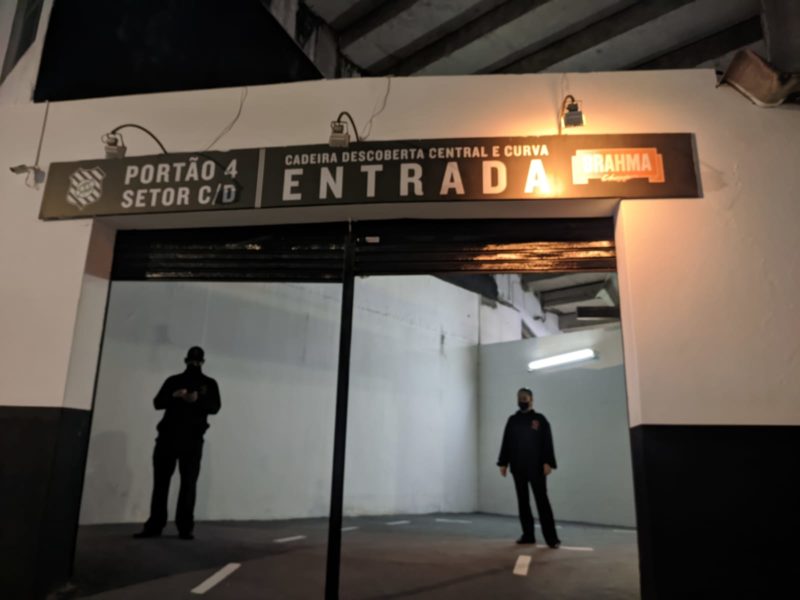 PORTÃO 4
SETOR C/D
CADEIRA DESCOBERTA CENTRAL E CURVA
ENTRADA
BRAHMA